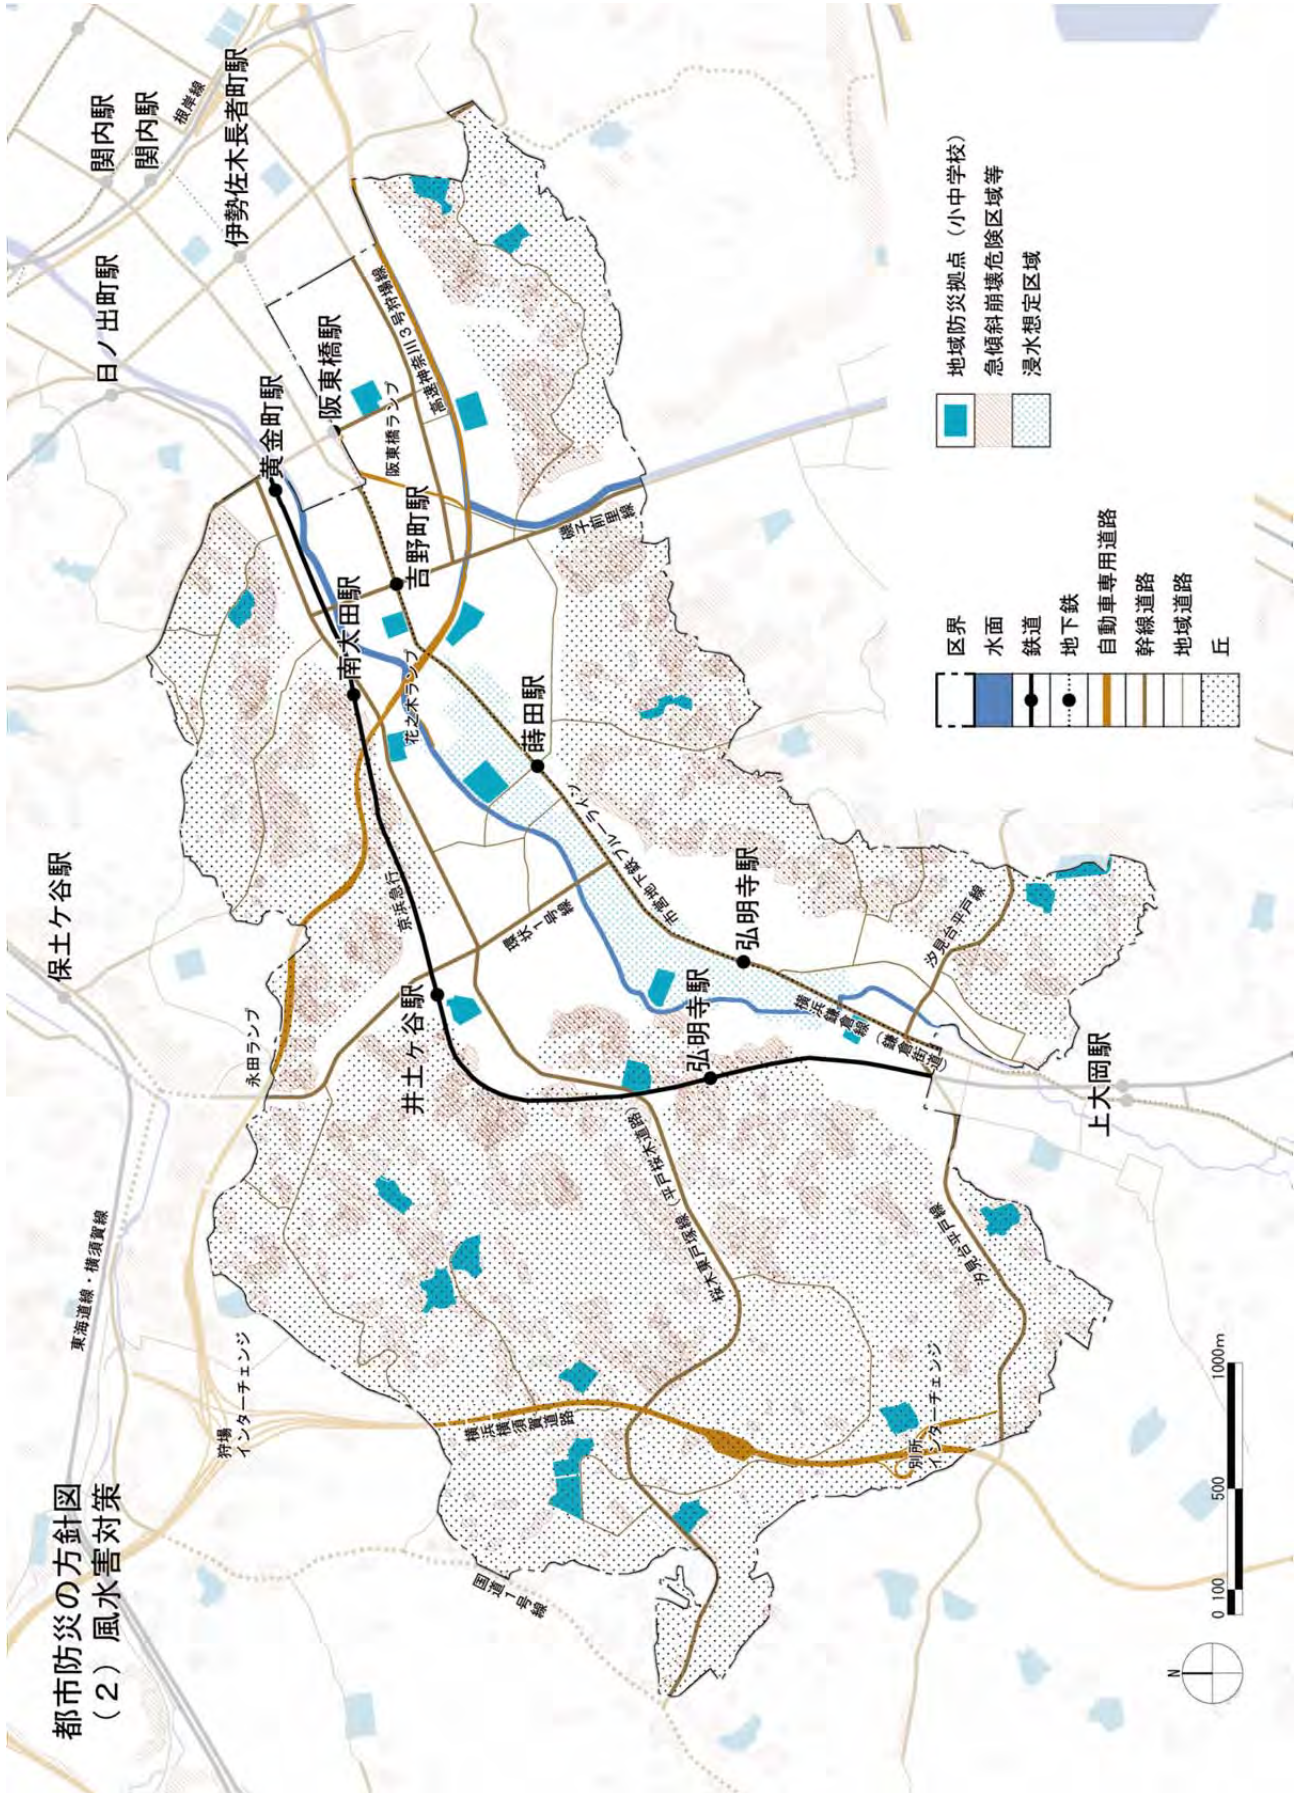 都市防災の方針図
（２）風水害対策
東海道線・横須賀線
保土ケ谷駅
日ノ出町駅
関内駅
関内駅
根岸線
伊勢佐木長者町駅
黄金町駅
阪東橋駅
阪東橋ランプ
高速神奈川３号狩場線
南太田駅
吉野町駅
花之木ランプ
磯子前里線
蒔田駅
京浜急行
環状１号線
市営地下鉄ブルーライン
永田ランプ
井土ケ谷駅
弘明寺駅
弘明寺駅
横浜鎌倉線
（鎌倉街道）
汐見台平戸線
上大岡駅
狩場
インターチェンジ
横浜横須賀道路
桜木東戸塚線（平戸桜木道路）
汐見台平戸線
別所
インターチェンジ
国道１号線
区界
水面
鉄道
地下鉄
自動車専用道路
幹線道路
地域道路
丘
地域防災拠点（小中学校）
急傾斜崩壊危険区域等
浸水想定区域
N
0 100 500 1000m